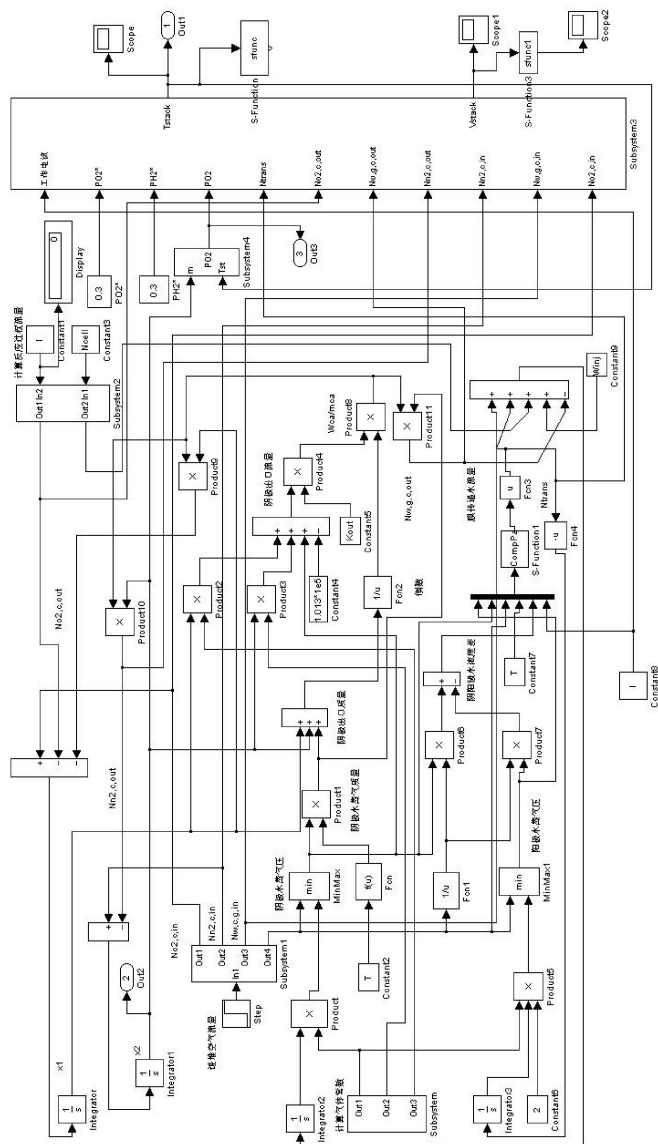 Scope
1
Out1
sfunc
S-Function
Scope1
Scope2
sfunc1
S-Function3
Tstack
Vstack
工作电流
PO2*
PH2*
PO2
Ntrans
No2,c,out
Nw,g,c,out
Nn2,c,out
Nn2,c,in
Nw,g,c,in
No2,c,in
Subsystem3
0
Display
0.3
PO2*
0.3
PH2*
m
PO2
Tst
Subsystem4
3
Out3
计算反应过程流量
I
Constant1
Ncell
Constant3
Out1 In2
Out2 In1
Subsystem2
×
Product9
×
Product10
No2,c,out
Nn2,c,out
+
−
−
+
−
x1
1
s
Integrator
x2
1
s
Integrator1
2
Out2
No2,c,in
Nn2,c,in
Nw,c,g,in
进堆空气流量
Step
In1
Out1
Out2
Out3
Out4
Subsystem1
×
Product2
×
Product3
阴极出口流量
+
+
+
−
1.013*1e5
Constant4
×
Product4
Kout
Constant5
Woa/moa
×
Product8
×
Product11
Nw,g,c,out
1/u
Fcn2
倒数
+
+
+
阴极出口质量
×
Product1
阴极水蒸气质量
阴极水蒸气压
min
MinMax
f(u)
Fcn
T
Constant2
×
Product
1
s
Integrator2
计算气体常数
Out1
Out2
Out3
Subsystem
×
Product6
×
Product7
+
−
阴阳极水浓度差
1/u
Fcn1
阳极水蒸气压
min
MinMax1
×
Product5
1
s
Integrator3
2
Constant6
T
Constant7
I
Constant8
S-Function1
u
Fcn3
-u
Fcn4
Ntrans
膜传递水流量
+
+
+
+
−
Winj
Constant9